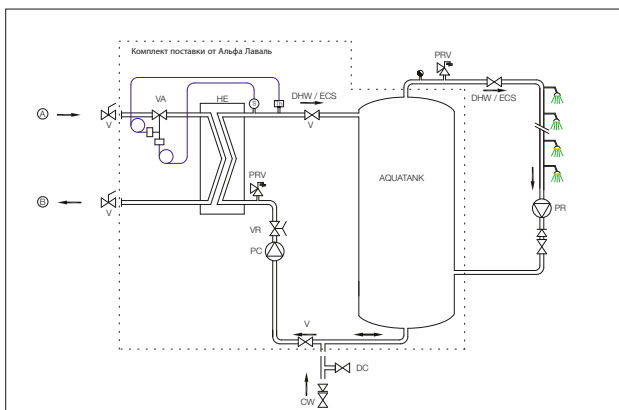 Комплект поставки от Альфа Лаваль
PRV
VA
HE
S
DHW / ECS
DHW / ECS
A
V
V
AQUATANK
PRV
B
V
VR
PC
PR
V
DC
CW